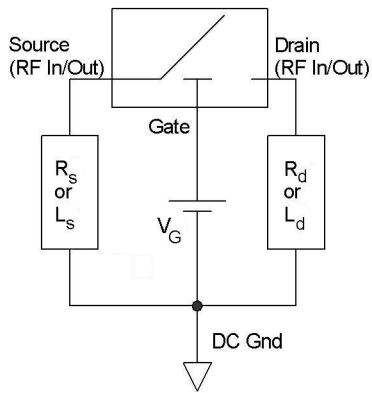 Source
(RF In/Out)
Drain
(RF In/Out)
Gate
Rs
or
Ls
VG
Rd
or
Ld
DC Gnd